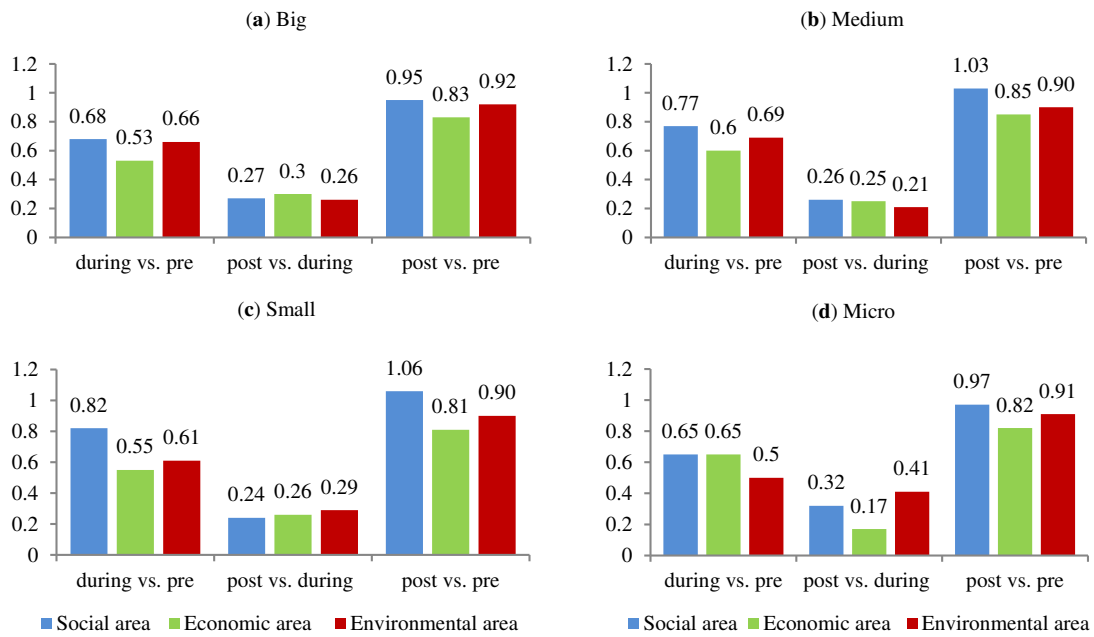 (a) Big
1.2
1
0.8
0.6
0.4
0.2
0
0.68
0.53
0.66
0.27
0.3
0.26
0.95
0.83
0.92
during vs. pre
post vs. during
post vs. pre
(b) Medium
1.2
1
0.8
0.6
0.4
0.2
0
0.77
0.6
0.69
0.26
0.25
0.21
1.03
0.85
0.90
during vs. pre
post vs. during
post vs. pre
(c) Small
1.2
1
0.8
0.6
0.4
0.2
0
0.82
0.55
0.61
0.24
0.26
0.29
1.06
0.81
0.90
during vs. pre
post vs. during
post vs. pre
Social area
Economic area
Environmental area
(d) Micro
1.2
1
0.8
0.6
0.4
0.2
0
0.65
0.65
0.5
0.32
0.17
0.41
0.97
0.82
0.91
during vs. pre
post vs. during
post vs. pre
Social area
Economic area
Environmental area